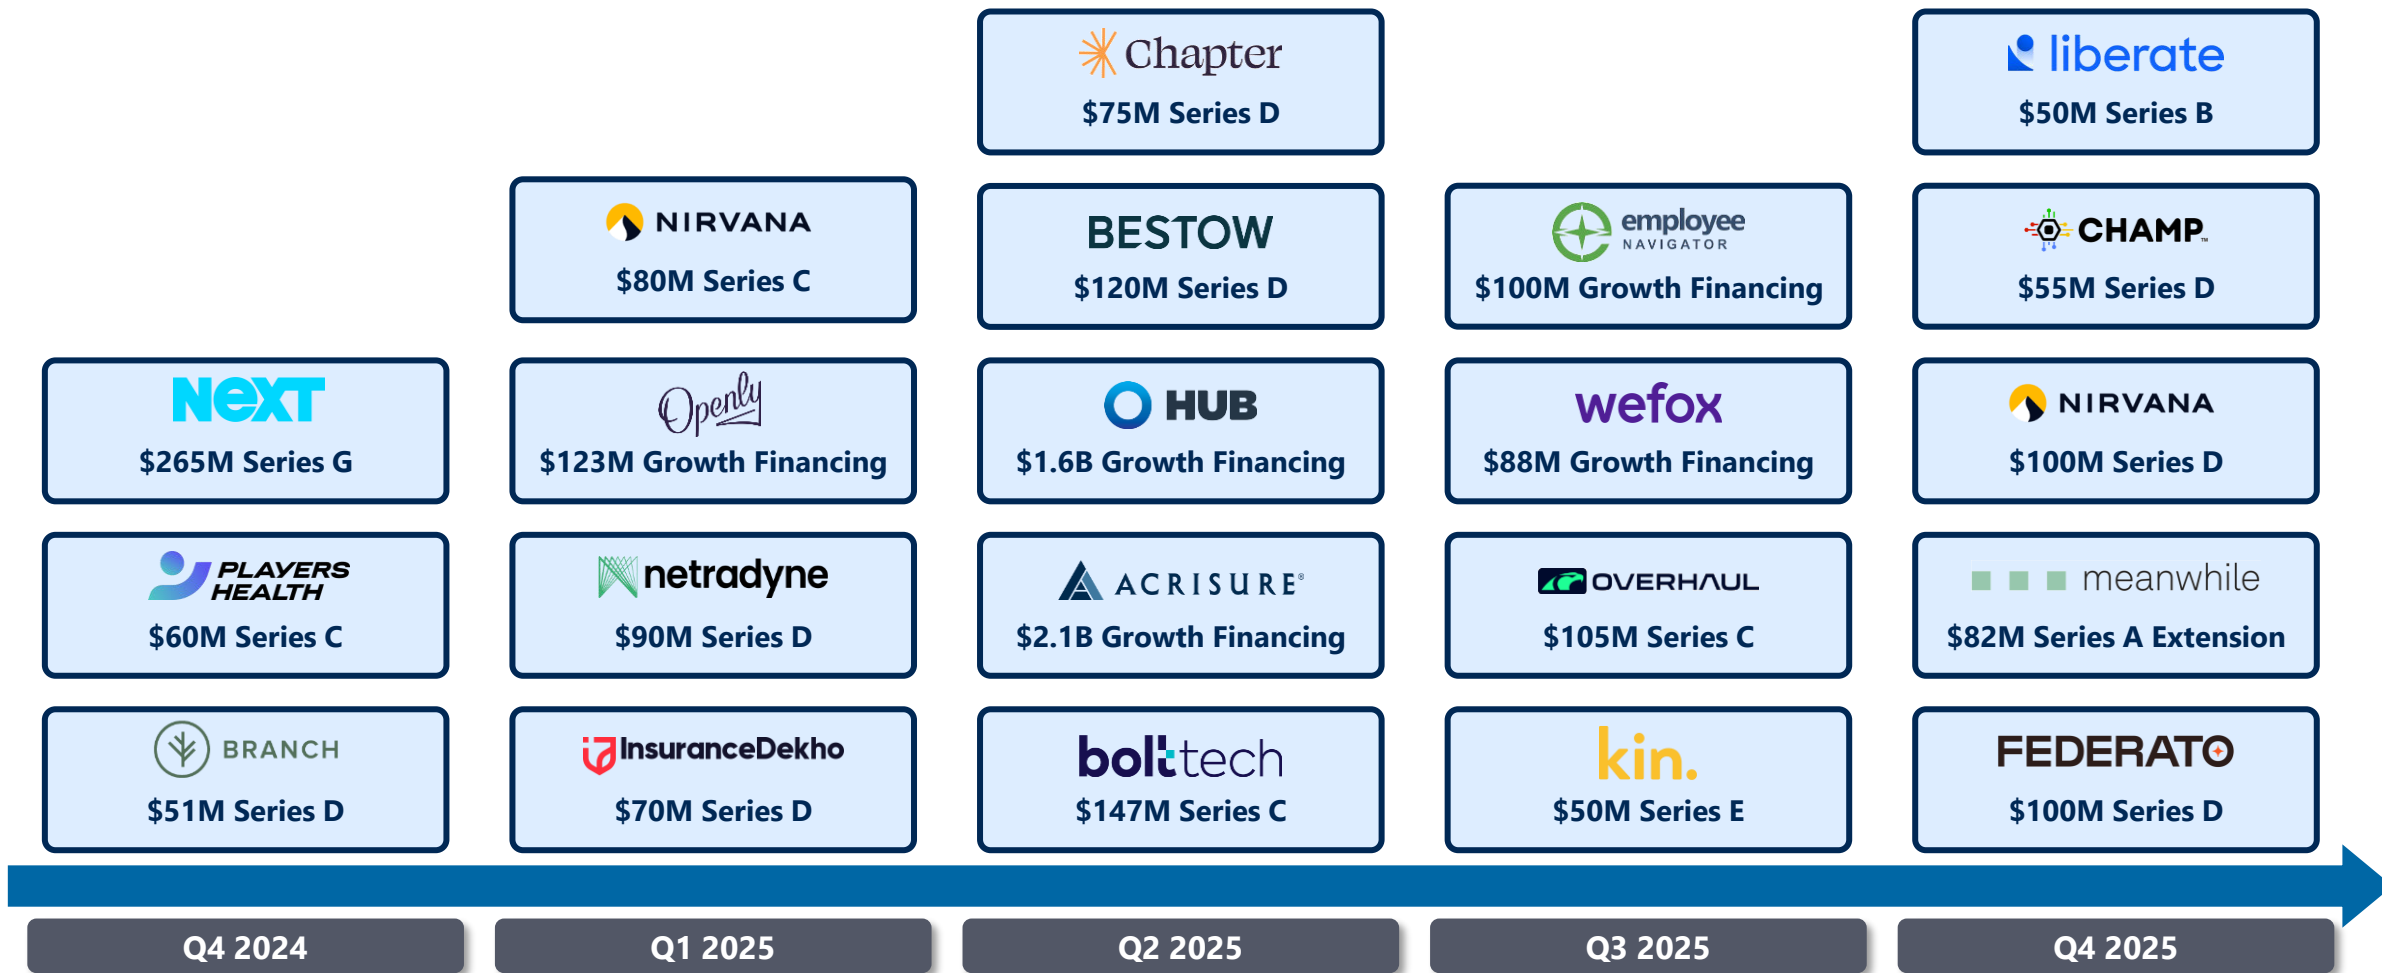 Chapter
$75M Series D
liberate
$50M Series B
NIRVANA
$80M Series C
BESTOW
$120M Series D
employee
NAVIGATOR
$100M Growth Financing
CHAMP™
$55M Series D
NEXT
$265M Series G
Openly
$123M Growth Financing
HUB
$1.6B Growth Financing
wefox
$88M Growth Financing
NIRVANA
$100M Series D
PLAYERS
HEALTH
$60M Series C
netradyne
$90M Series D
ACRISURE®
$2.1B Growth Financing
OVERHAUL
$105M Series C
meanwhile
$82M Series A Extension
BRANCH
$51M Series D
InsuranceDekho
$70M Series D
bolttech
$147M Series C
kin.
$50M Series E
FEDERATO
$100M Series D
Q4 2024
Q1 2025
Q2 2025
Q3 2025
Q4 2025